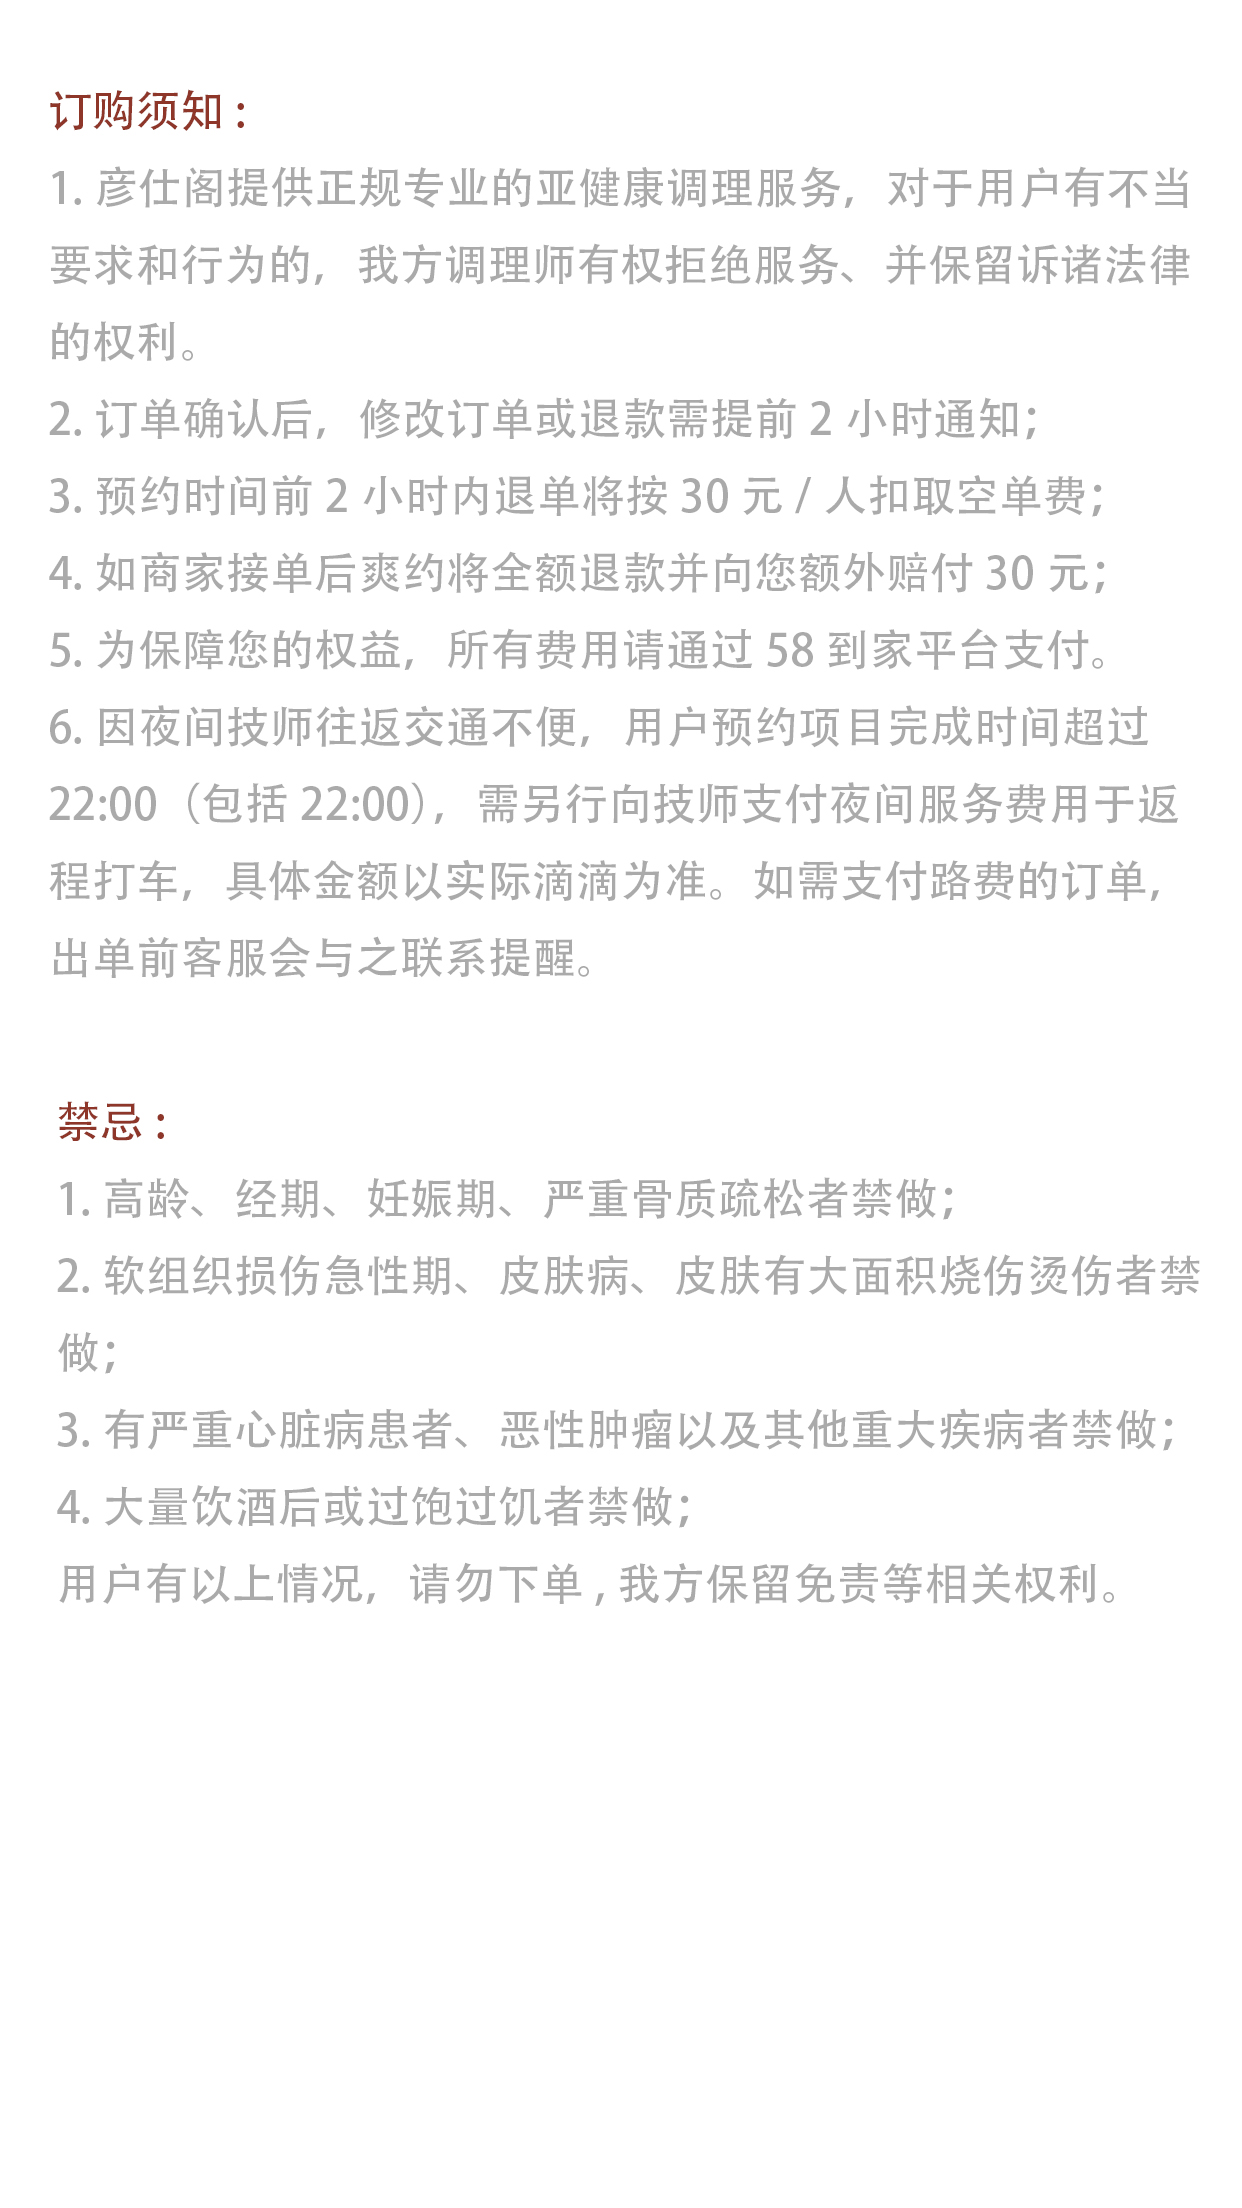 订购须知：
1. 彦仕阁提供正规专业的亚健康调理服务，对于用户有不当
要求和行为的，我方调理师有权拒绝服务、并保留诉诸法律
的权利。
2. 订单确认后，修改订单或退款需提前 2 小时通知；
3. 预约时间前 2 小时内退单将按 30 元 / 人扣取空单费；
4. 如商家接单后爽约将全额退款并向您额外赔付 30 元；
5. 为保障您的权益，所有费用请通过 58 到家平台支付。
6. 因夜间技师往返交通不便，用户预约项目完成时间超过
22:00（包括 22:00），需另行向技师支付夜间服务费用于返
程打车，具体金额以实际滴滴为准。如需支付路费的订单，
出单前客服会与之联系提醒。
禁忌：
1. 高龄、经期、妊娠期、严重骨质疏松者禁做；
2. 软组织损伤急性期、皮肤病、皮肤有大面积烧伤烫伤者禁
做；
3. 有严重心脏病患者、恶性肿瘤以及其他重大疾病者禁做；
4. 大量饮酒后或过饱过饥者禁做；
用户有以上情况，请勿下单 , 我方保留免责等相关权利。